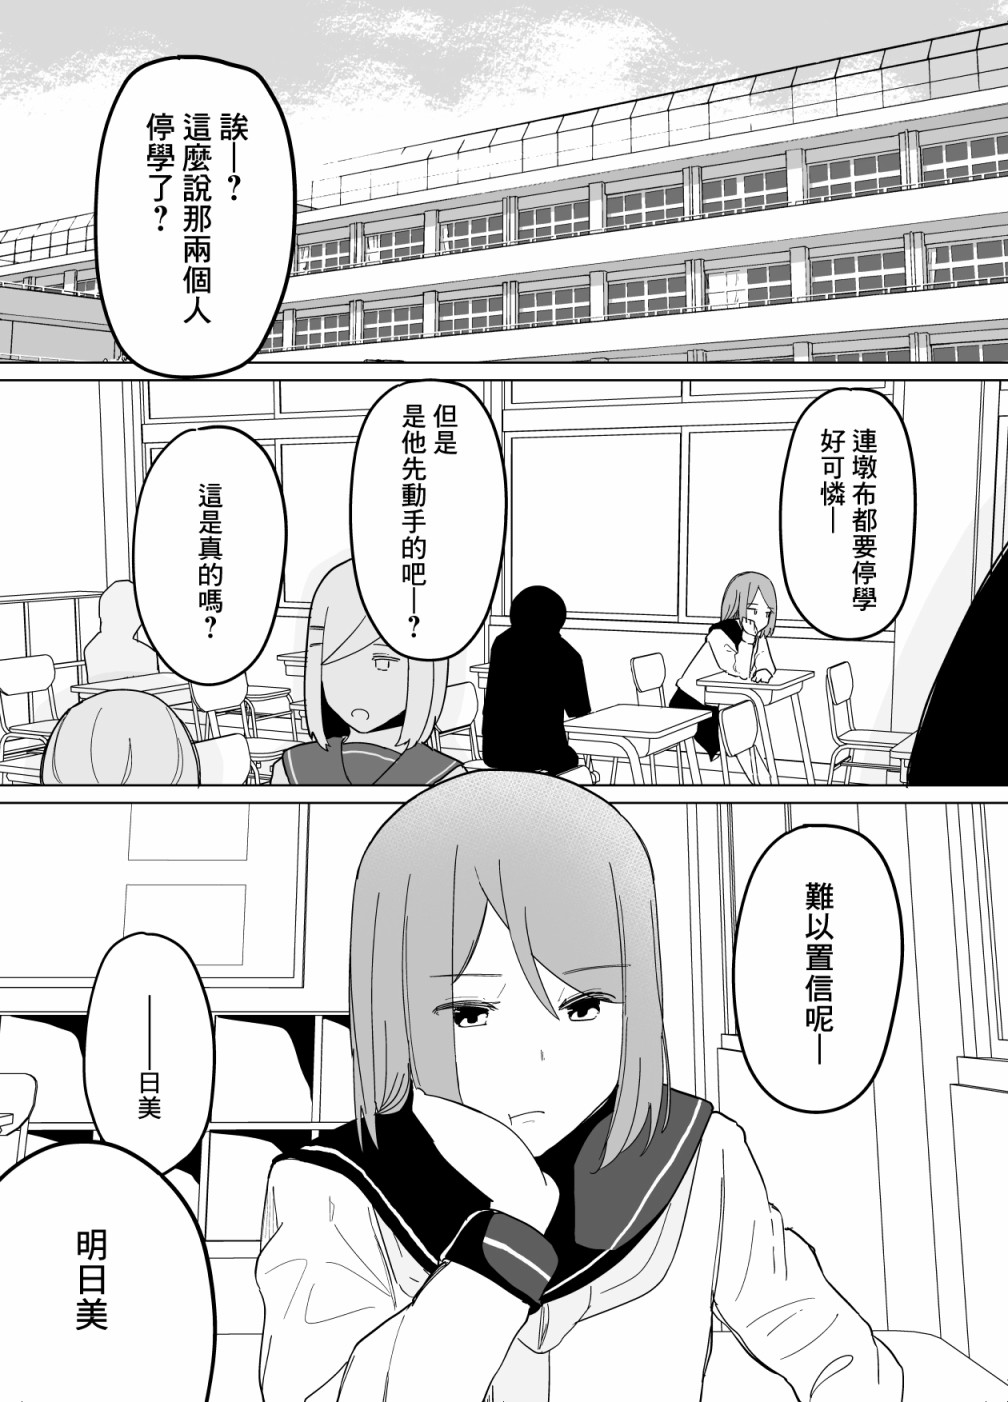 誒—?
這麼說那兩個人
停學了?
連墩布都要停學
好可憐—
但是
是他先動手的吧—?
這是真的嗎?
難以置信呢—
——日美
明日美